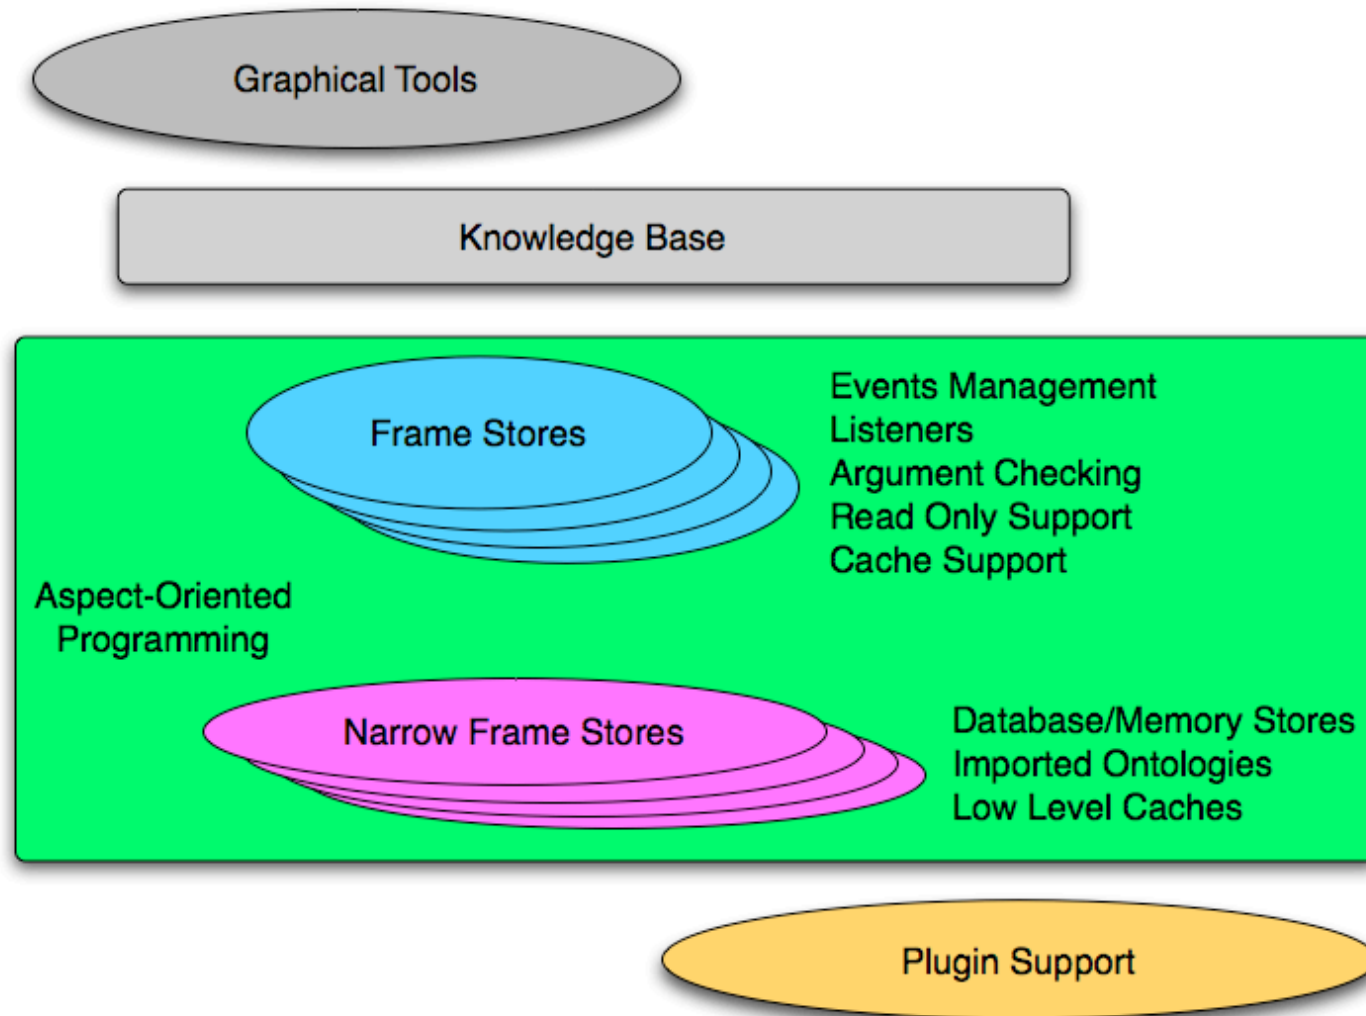 Graphical Tools
Knowledge Base
Frame Stores
Events Management
Listeners
Argument Checking
Read Only Support
Cache Support
Aspect-Oriented
Programming
Narrow Frame Stores
Database/Memory Stores
Imported Ontologies
Low Level Caches
Plugin Support